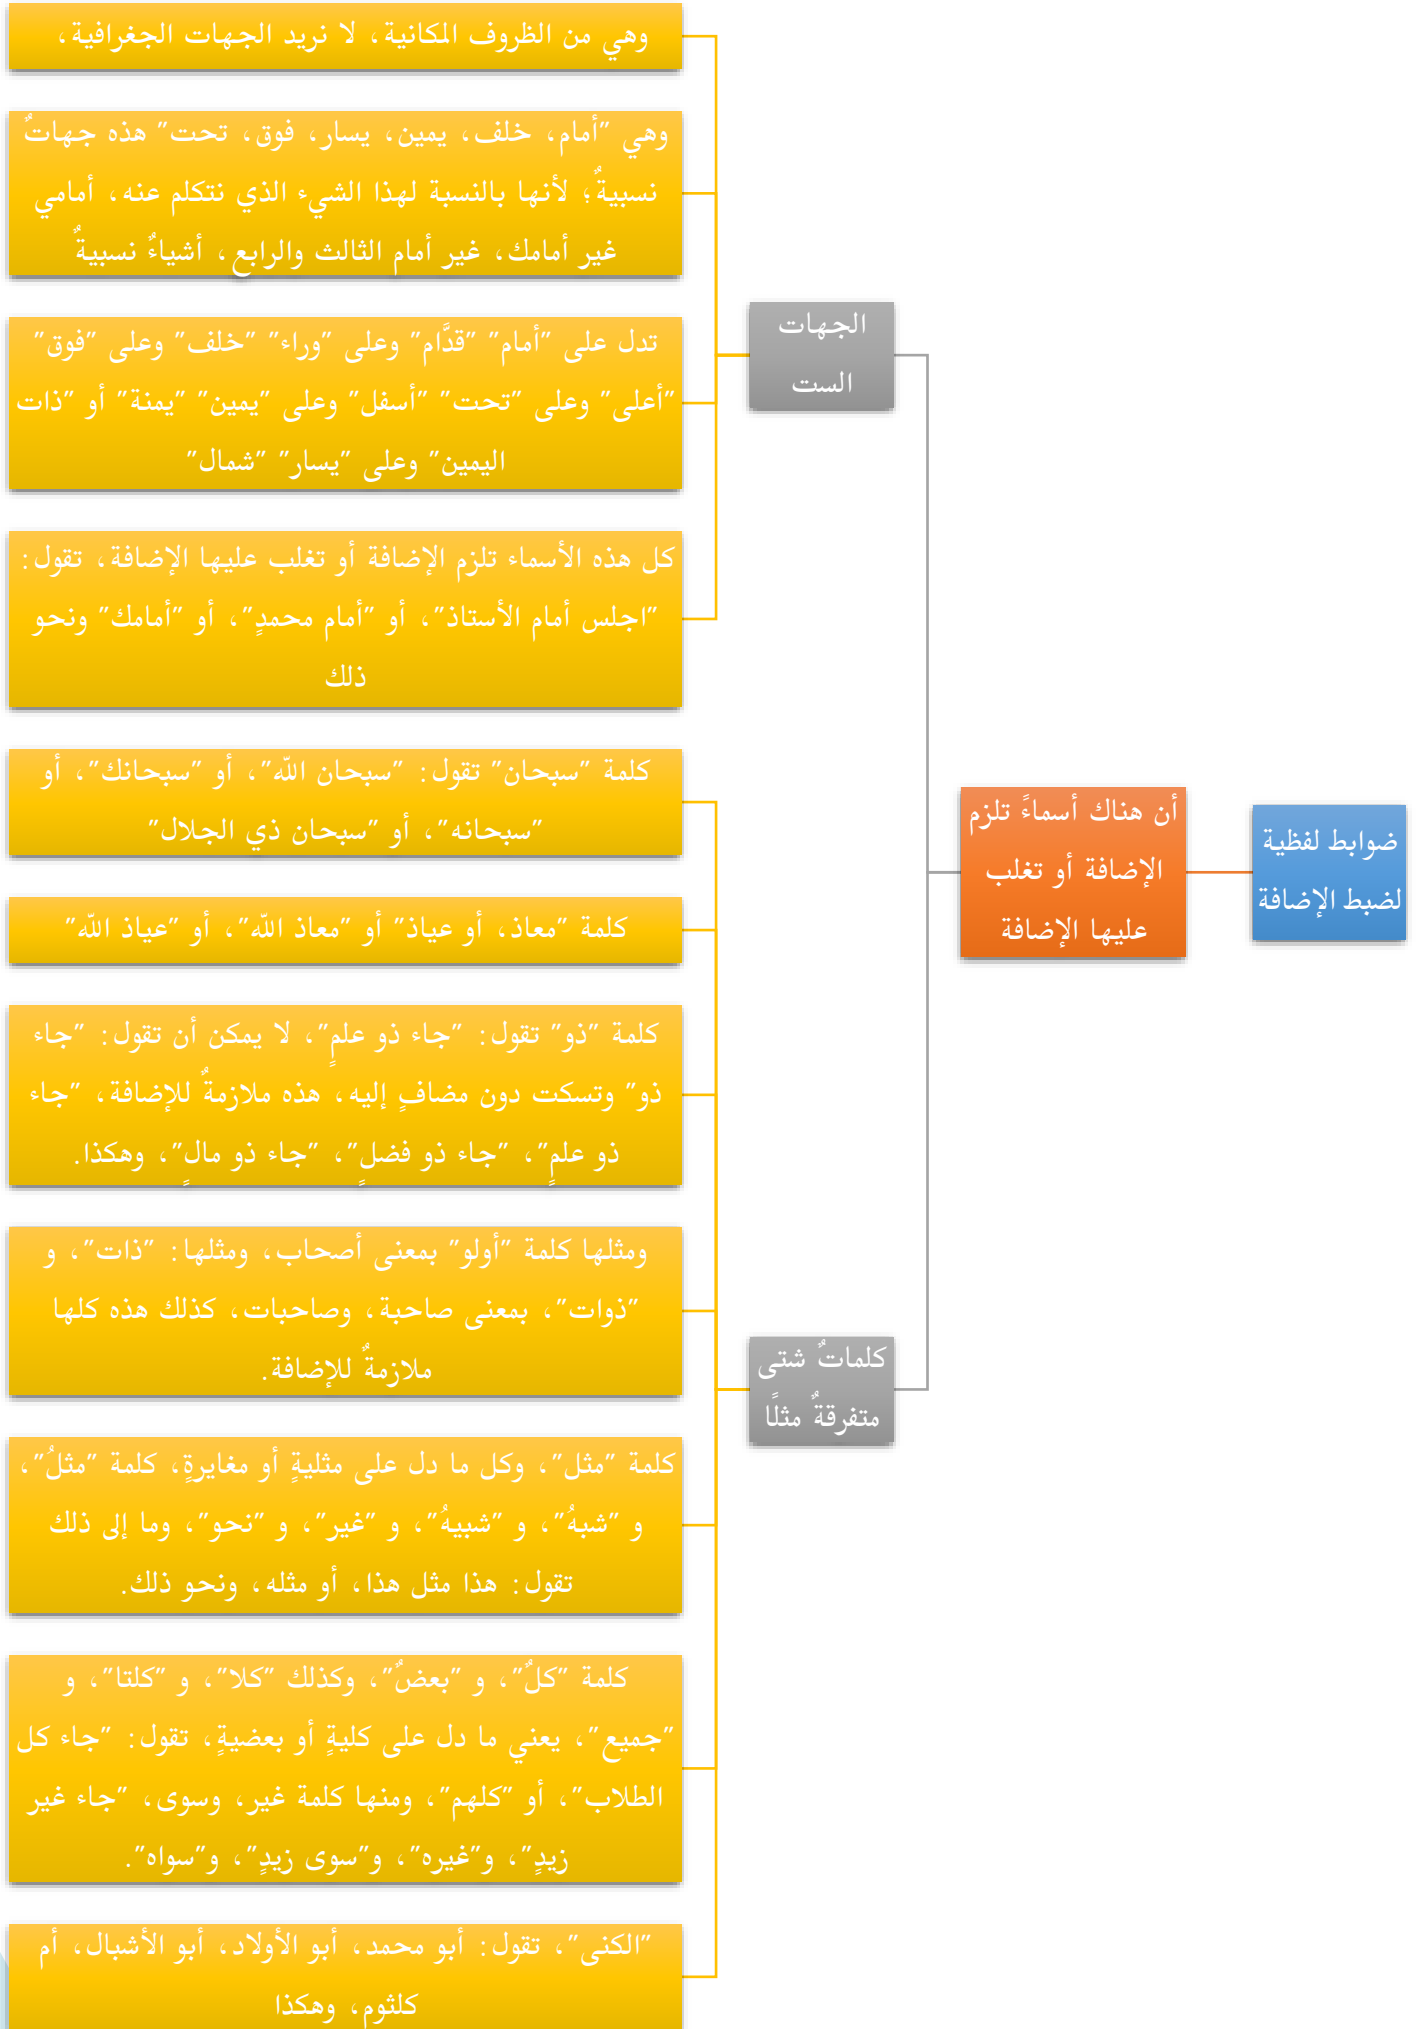 ضوابط لفظية
لضبط الإضافة
أن هناك أسماءً تلزم
الإضافة أو تغلب
عليها الإضافة
الجهات
الست
وهي من الظروف المكانية، لا نريد الجهات الجغرافية،
وهي "أمام، خلف، يمين، يسار، فوق، تحت" هذه جهاتٌ
نسبيةٌ؛ لأنها بالنسبة لهذا الشيء الذي نتكلم عنه، أمامي
غير أمامك، غير أمام الثالث والرابع، أشياءٌ نسبيةٌ
تدل على "أمام" "قدَّام" وعلى "وراء" "خلف" وعلى "فوق"
"أعلى" وعلى "تحت" "أسفل" وعلى "يمين" "يمنة" أو "ذات
اليمين" وعلى "يسار" "شمال"
كل هذه الأسماء تلزم الإضافة أو تغلب عليها الإضافة، تقول:
"اجلس أمام الأستاذ"، أو "أمام محمدٍ"، أو "أمامك" ونحو
ذلك
كلماتٌ شتى
متفرقةٌ مثلًا
كلمة "سبحان" تقول: "سبحان الله"، أو "سبحانك"، أو
"سبحانه"، أو "سبحان ذي الجلال"
كلمة "معاذ، أو عياذ" أو "معاذ الله"، أو "عياذ الله"
كلمة "ذو" تقول: "جاء ذو علمٍ"، لا يمكن أن تقول: "جاء
ذو" وتسكت دون مضافٍ إليه، هذه ملازمةٌ للإضافة، "جاء
ذو علمٍ"، "جاء ذو فضلٍ"، "جاء ذو مالٍ"، وهكذا.
ومثلها كلمة "أولو" بمعنى أصحاب، ومثلها: "ذات"، و
"ذوات"، بمعنى صاحبة، وصاحبات، كذلك هذه كلها
ملازمةٌ للإضافة.
كلمة "مثل"، وكل ما دل على مثليةٍ أو مغايرةٍ، كلمة "مثلُ"،
و "شبهُ"، و "شبيهُ"، و "غير"، و "نحو"، وما إلى ذلك
تقول: هذا مثل هذا، أو مثله، ونحو ذلك.
كلمة "كلٌ"، و "بعضٌ"، وكذلك "كلا"، و "كلتا"، و
"جميع"، يعني ما دل على كليةٍ أو بعضيةٍ، تقول: "جاء كل
الطلاب"، أو "كلهم"، ومنها كلمة غير، وسوى، "جاء غير
زيدٍ"، و"غيره"، و"سوى زيدٍ"، و"سواه".
"الكنى"، تقول: أبو محمد، أبو الأولاد، أبو الأشبال، أم
كلثوم، وهكذا